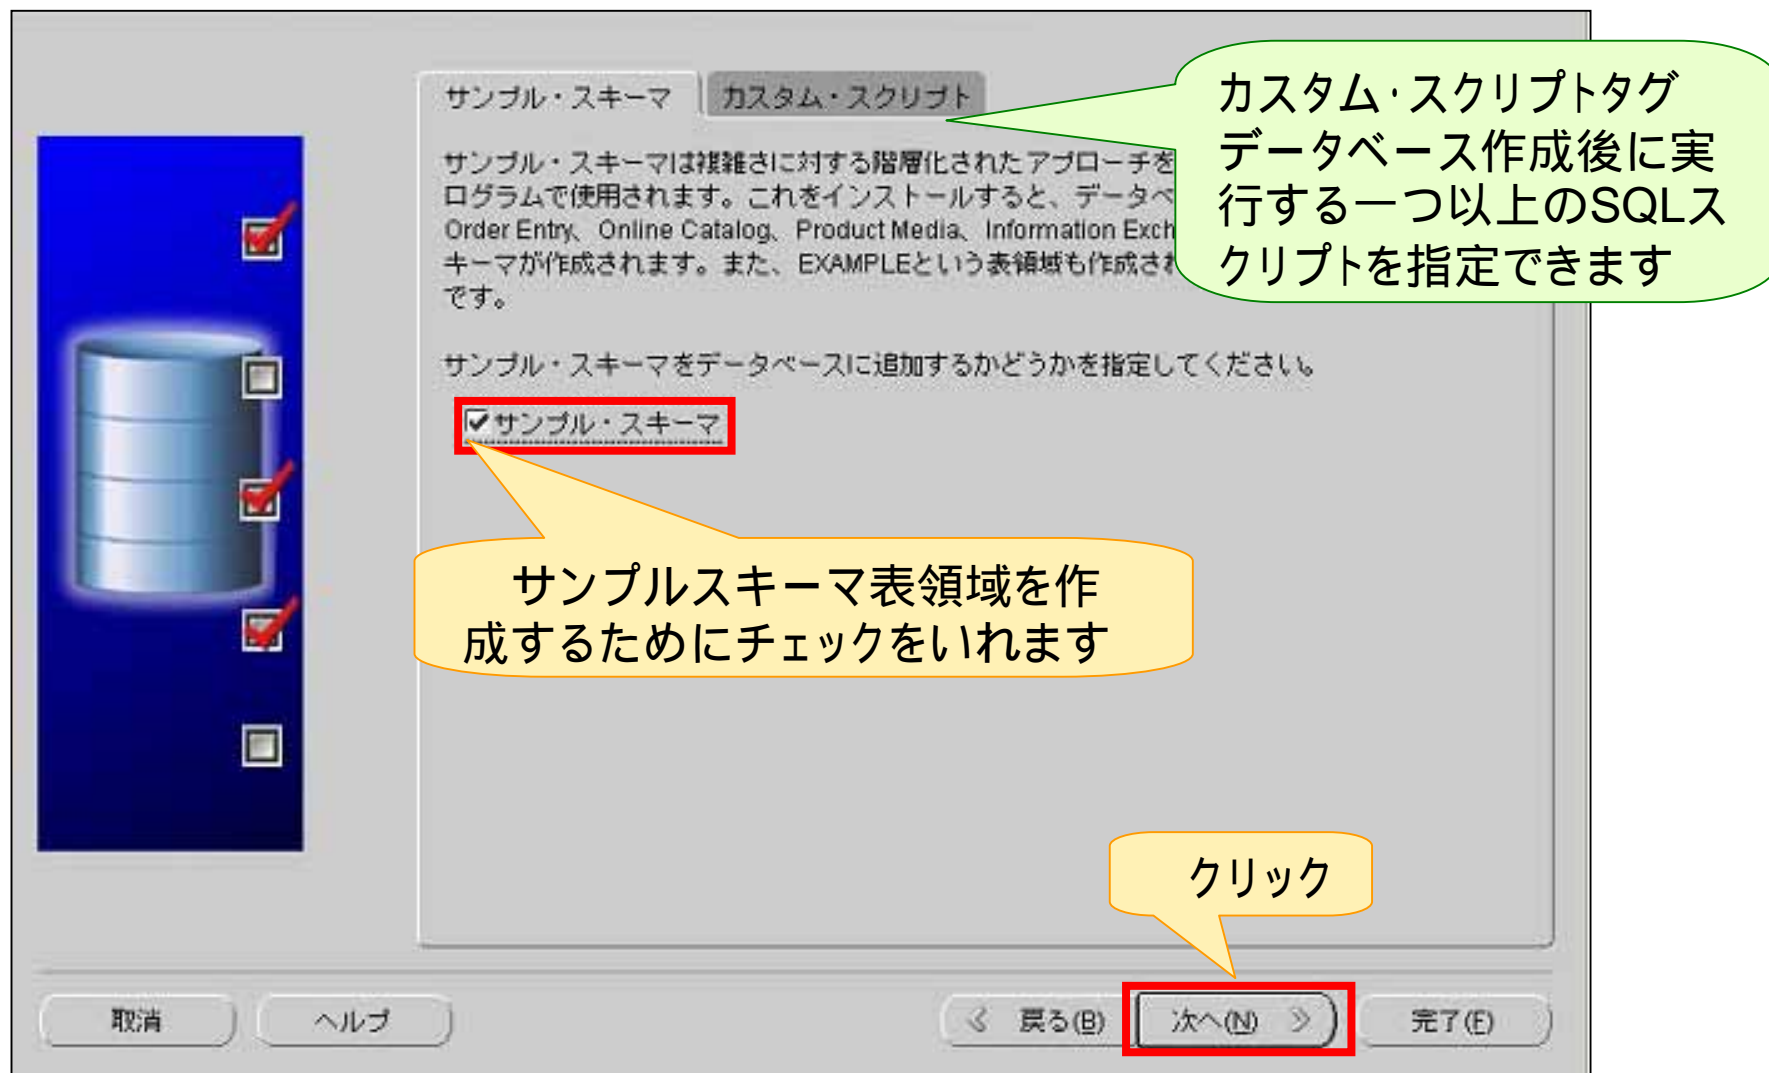 サンプル・スキーマ
カスタム・スクリプト
カスタム・スクリプトタグ
データベース作成後に実
行する一つ以上のSQLス
クリプトを指定できます
サンプル・スキーマは複雑さに対する階層化されたアプローチを
ログラムで使用されます。これをインストールすると、データベ
Order Entry、Online Catalog、Product Media、Information Exch
キーマが作成されます。また、EXAMPLEという表領域も作成され
です。
サンプル・スキーマをデータベースに追加するかどうかを指定してください。
サンプル・スキーマ
サンプルスキーマ表領域を作
成するためにチェックをいれます
クリック
取消
ヘルプ
戻る(B)
次へ(N)
完了(F)